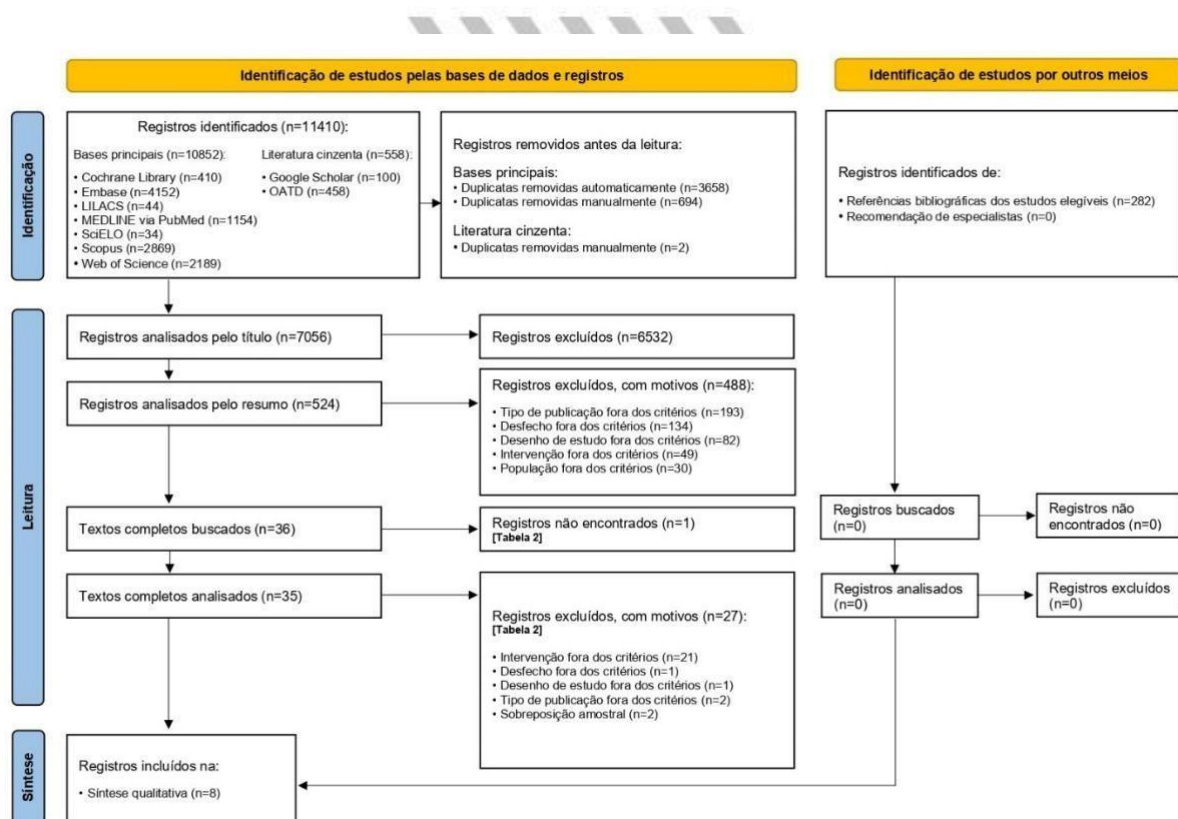 Identificação de estudos pelas bases de dados e registros
Identificação de estudos por outros meios
Identificação
Registros identificados (n=11410):
Bases principais (n=10852):
• Cochrane Library (n=410)
• Embase (n=4152)
• LILACS (n=44)
• MEDLINE via PubMed (n=1154)
• SciELO (n=34)
• Scopus (n=2869)
• Web of Science (n=2189)
Literatura cinzenta (n=558):
• Google Scholar (n=100)
• OATD (n=458)
Registros removidos antes da leitura:
Bases principais:
• Duplicatas removidas automaticamente (n=3658)
• Duplicatas removidas manualmente (n=694)
Literatura cinzenta:
• Duplicatas removidas manualmente (n=2)
Registros identificados de:
• Referências bibliográficas dos estudos elegíveis (n=282)
• Recomendação de especialistas (n=0)
Leitura
Registros analisados pelo título (n=7056)
Registros excluídos (n=6532)
Registros analisados pelo resumo (n=524)
Registros excluídos, com motivos (n=488):
• Tipo de publicação fora dos critérios (n=193)
• Desfecho fora dos critérios (n=134)
• Desenho de estudo fora dos critérios (n=82)
• Intervenção fora dos critérios (n=49)
• População fora dos critérios (n=30)
Textos completos buscados (n=36)
Registros não encontrados (n=1)
[Tabela 2]
Registros buscados
(n=0)
Registros não
encontrados (n=0)
Textos completos analisados (n=35)
Registros excluídos, com motivos (n=27):
[Tabela 2]
• Intervenção fora dos critérios (n=21)
• Desfecho fora dos critérios (n=1)
• Desenho de estudo fora dos critérios (n=1)
• Tipo de publicação fora dos critérios (n=2)
• Sobreposição amostral (n=2)
Registros analisados
(n=0)
Registros excluídos
(n=0)
Síntese
Registros incluídos na:
• Síntese qualitativa (n=8)